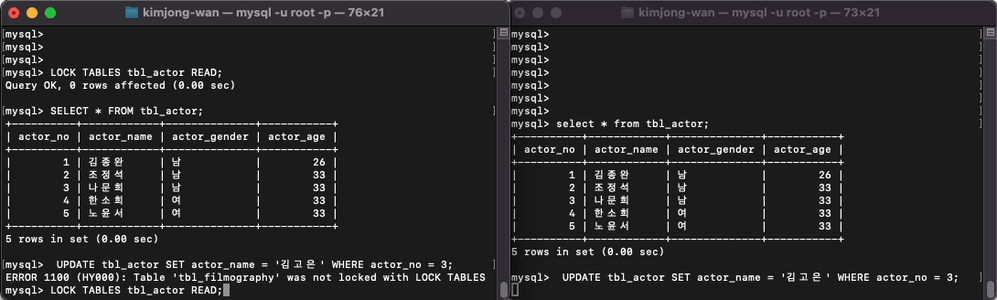 kimjong-wan — mysql -u root -p — 76×21
[mysql> ]
[mysql> ]
[mysql> ]
[mysql> LOCK TABLES tbl_actor READ; ]
Query OK, 0 rows affected (0.00 sec)
[mysql> SELECT * FROM tbl_actor; ]
+----------+------------+--------------+-----------+
| actor_no | actor_name | actor_gender | actor_age |
+----------+------------+--------------+-----------+
| 1 | 김종완 | 남 | 26 |
| 2 | 조정석 | 남 | 33 |
| 3 | 나문희 | 남 | 33 |
| 4 | 한소희 | 여 | 33 |
| 5 | 노윤서 | 여 | 33 |
+----------+------------+--------------+-----------+
5 rows in set (0.00 sec)
[mysql> UPDATE tbl_actor SET actor_name = '김고은' WHERE actor_no = 3; ]
ERROR 1100 (HY000): Table 'tbl_filmography' was not locked with LOCK TABLES
mysql> LOCK TABLES tbl_actor READ;
kimjong-wan — mysql -u root -p — 73×21
[mysql> ]
[mysql> ]
[mysql> ]
[mysql> ]
[mysql> ]
[mysql> ]
[mysql> ]
[mysql> select * from tbl_actor; ]
+----------+------------+--------------+-----------+
| actor_no | actor_name | actor_gender | actor_age |
+----------+------------+--------------+-----------+
| 1 | 김종완 | 남 | 26 |
| 2 | 조정석 | 남 | 33 |
| 3 | 나문희 | 남 | 33 |
| 4 | 한소희 | 여 | 33 |
| 5 | 노윤서 | 여 | 33 |
+----------+------------+--------------+-----------+
5 rows in set (0.00 sec)
[mysql> UPDATE tbl_actor SET actor_name = '김고은' WHERE actor_no = 3; ]